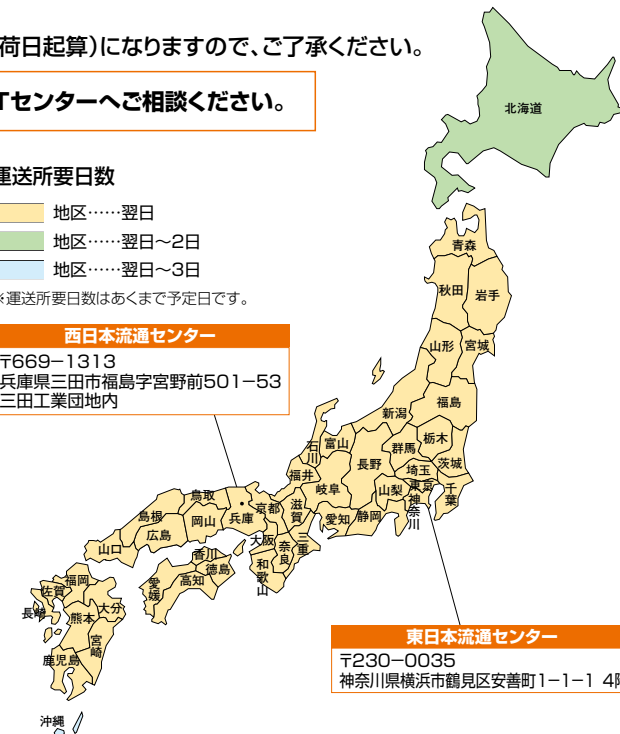 荷日起算)になりますので、ご了承ください。
Tセンターへご相談ください。
運送所要日数
地区……翌日
地区……翌日～2日
地区……翌日～3日
※運送所要日数はあくまで予定日です。
西日本流通センター
〒669−1313
兵庫県三田市福島字宮野前501−53
三田工業団地内
北海道
青森
秋田
岩手
山形
宮城
新潟
福島
石川
富山
群馬
栃木
福井
長野
埼玉
茨城
岐阜
山梨
東京
千葉
神奈川
鳥取
京都
滋賀
愛知
静岡
島根
岡山
兵庫
広島
大阪
奈良
三重
山口
和歌山
香川
徳島
愛媛
高知
福岡
佐賀
長崎
大分
熊本
宮崎
鹿児島
沖縄
東日本流通センター
〒230−0035
神奈川県横浜市鶴見区安善町1−1−1 4階